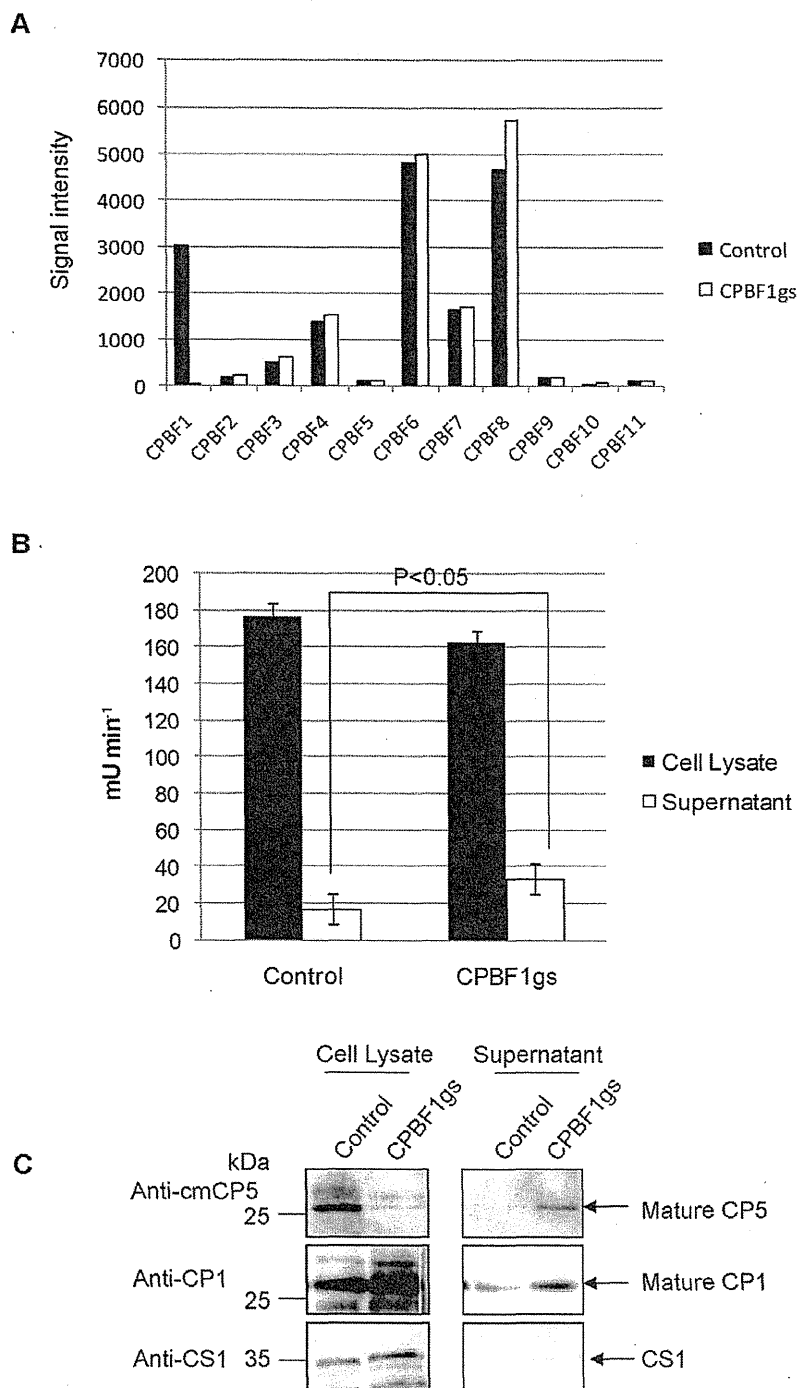 A
7000
6000
5000
4000
3000
2000
1000
0
Signal intensity
CPBF1
CPBF2
CPBF3
CPBF4
CPBF5
CPBF6
CPBF7
CPBF8
CPBF9
CPBF10
CPBF11
Control
CPBF1gs
B
200
180
160
140
120
100
80
60
40
20
0
mU min⁻¹
P<0.05
Control
CPBF1gs
Cell Lysate
Supernatant
C
Cell Lysate
Supernatant
Control
CPBF1gs
Control
CPBF1gs
kDa
Anti-cmCP5
25
Mature CP5
Anti-CP1
25
Mature CP1
Anti-CS1
35
CS1